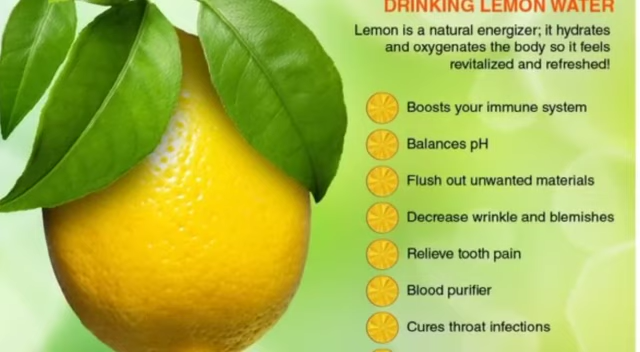 DRINKING LEMON WATER
Lemon is a natural energizer; it hydrates
and oxygenates the body so it feels
revitalized and refreshed!
Boosts your immune system
Balances pH
Flush out unwanted materials
Decrease wrinkle and blemishes
Relieve tooth pain
Blood purifier
Cures throat infections